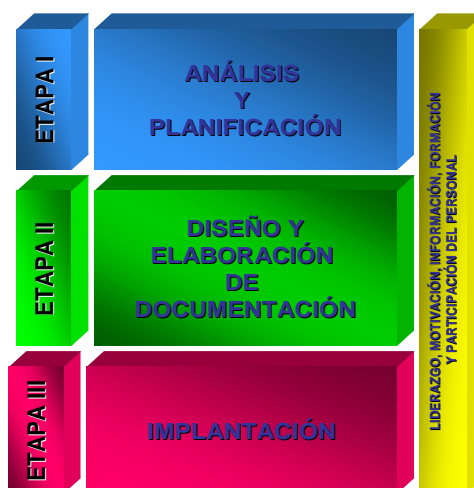 ETAPA I
ANÁLISIS
Y
PLANIFICACIÓN
ETAPA II
DISEÑO Y
ELABORACIÓN
DE
DOCUMENTACIÓN
ETAPA III
IMPLANTACIÓN
LIDERAZGO, MOTIVACIÓN, INFORMACIÓN, FORMACIÓN
Y PARTICIPACIÓN DEL PERSONAL